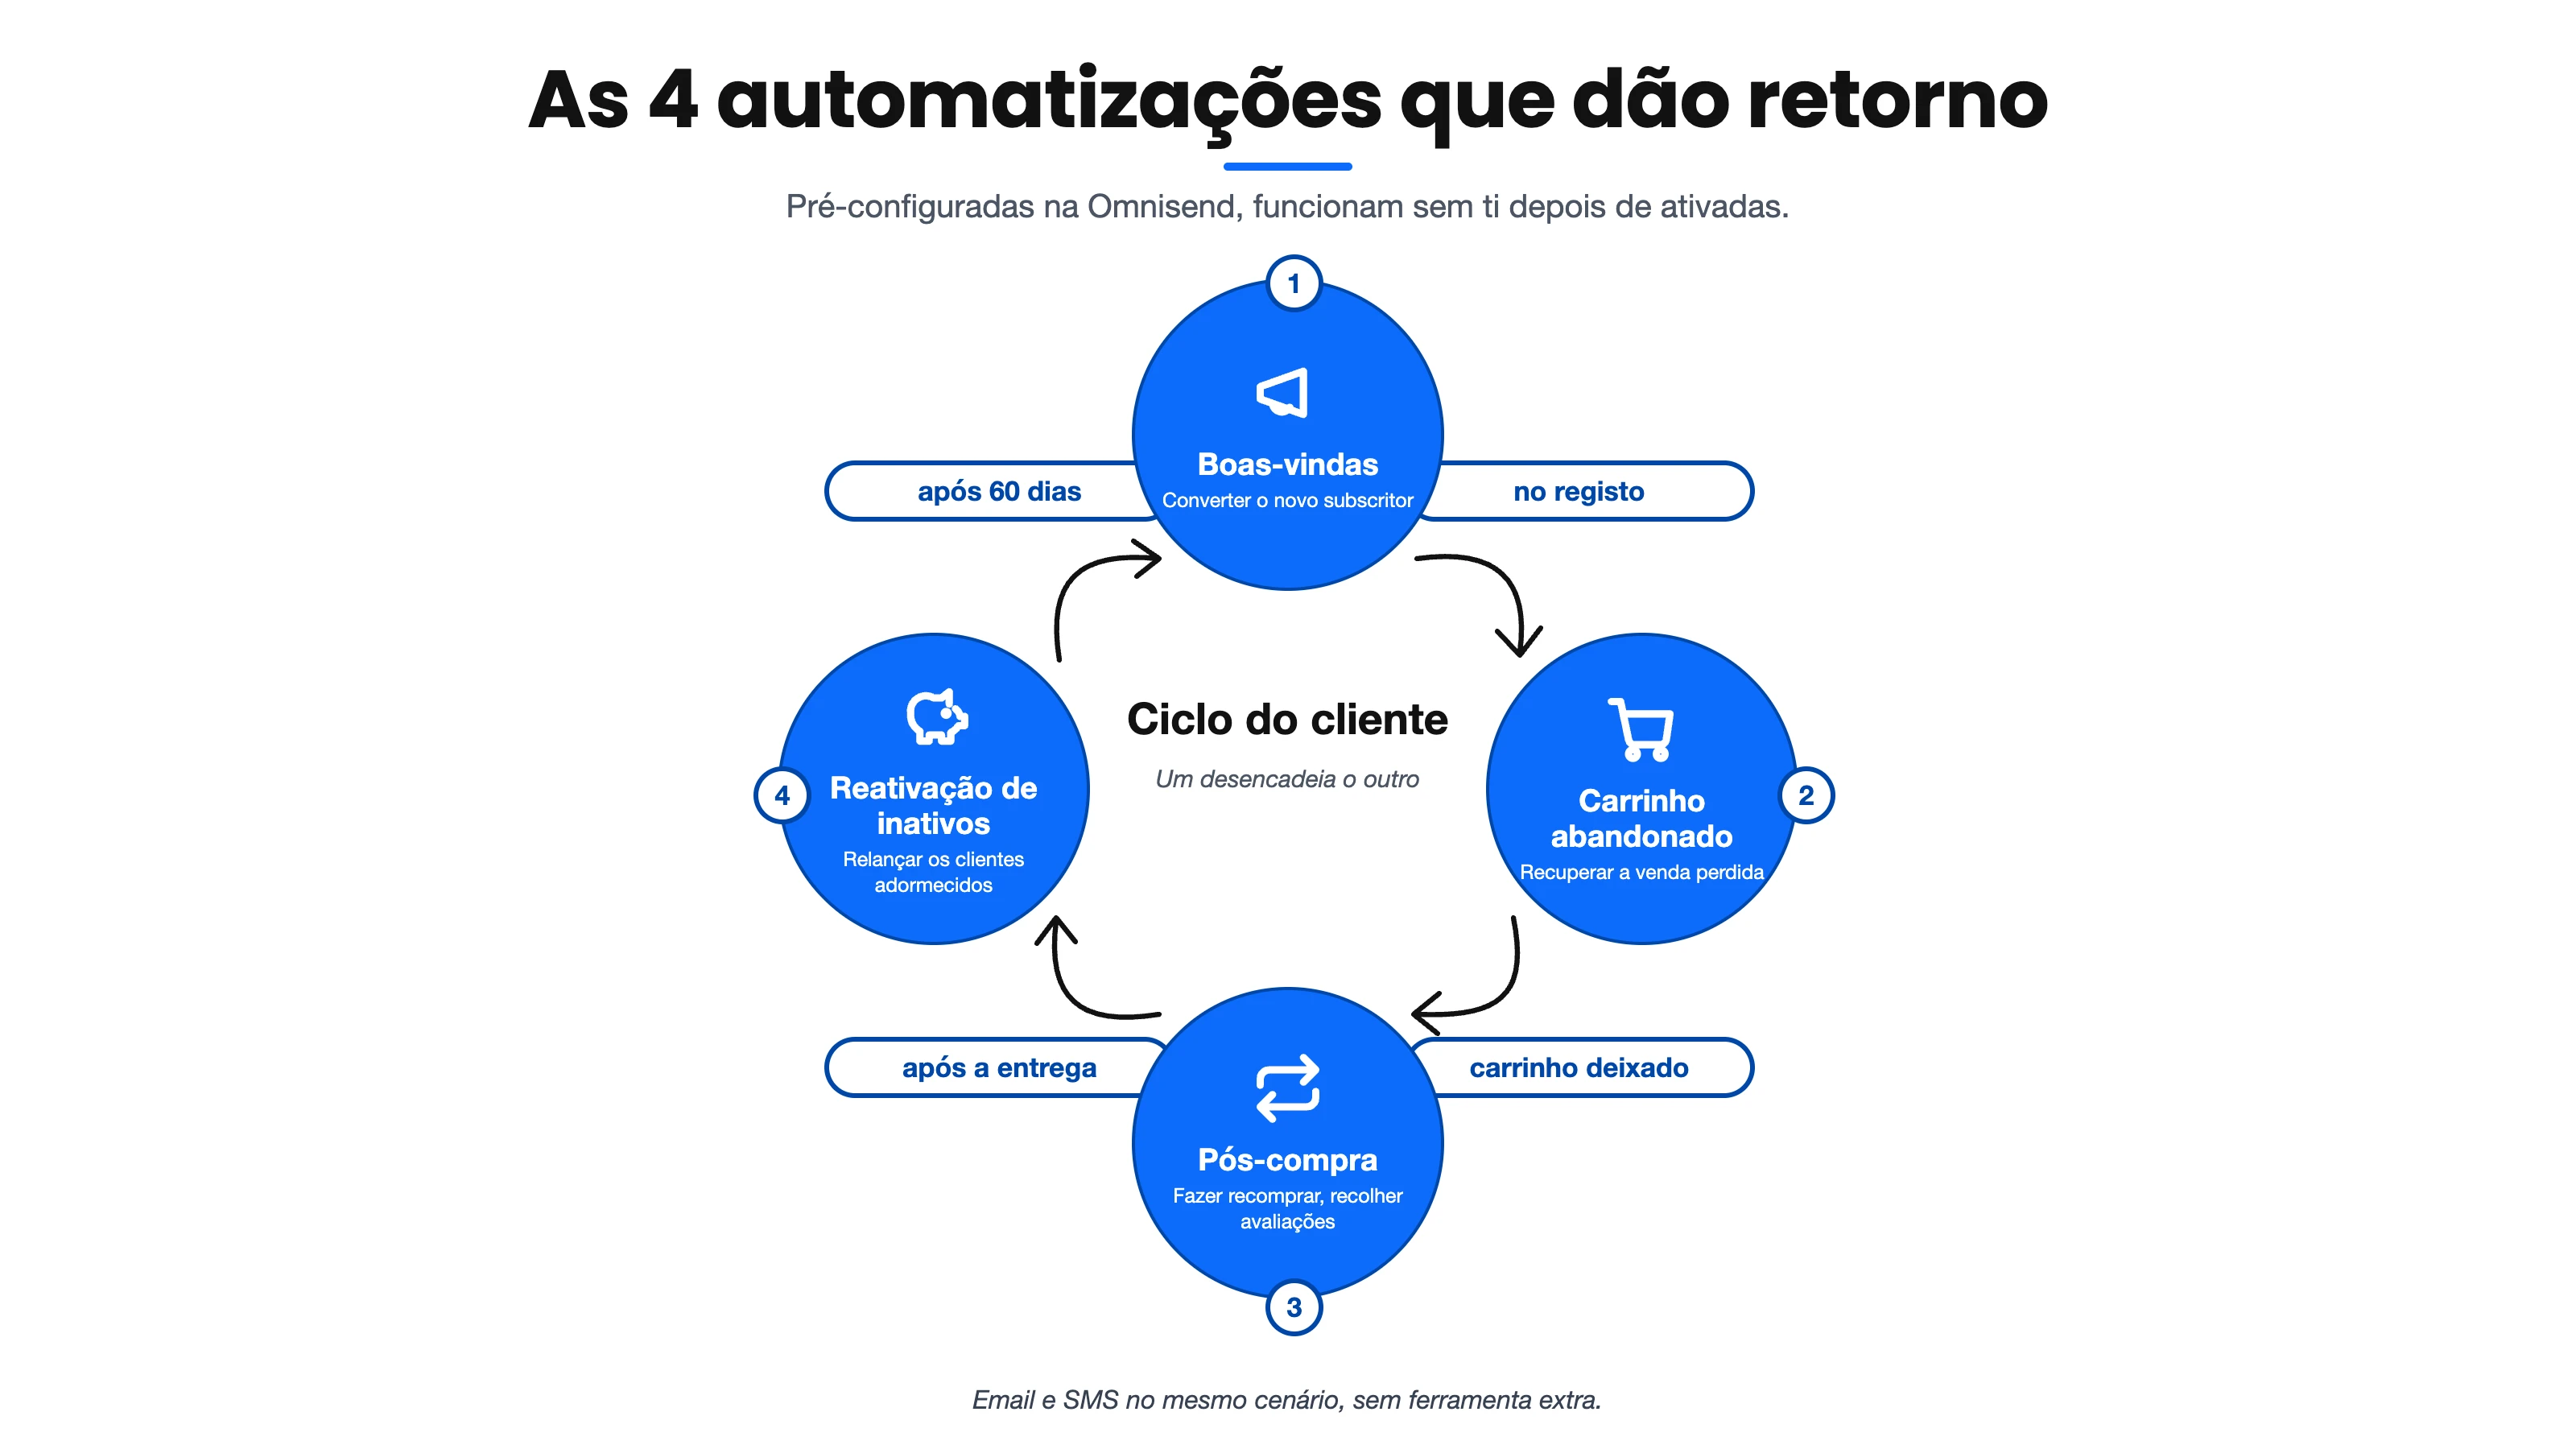 As 4 automatizações que dão retorno
Pré-configuradas na Omnisend, funcionam sem ti depois de ativadas.
1
Boas-vindas
Converter o novo subscritor
após 60 dias
no registo
Ciclo do cliente
Um desencadeia o outro
4
Reativação de
inativos
Relançar os clientes
adormecidos
2
Carrinho
abandonado
Recuperar a venda perdida
após a entrega
carrinho deixado
Pós-compra
Fazer recomprar, recolher
avaliações
3
Email e SMS no mesmo cenário, sem ferramenta extra.